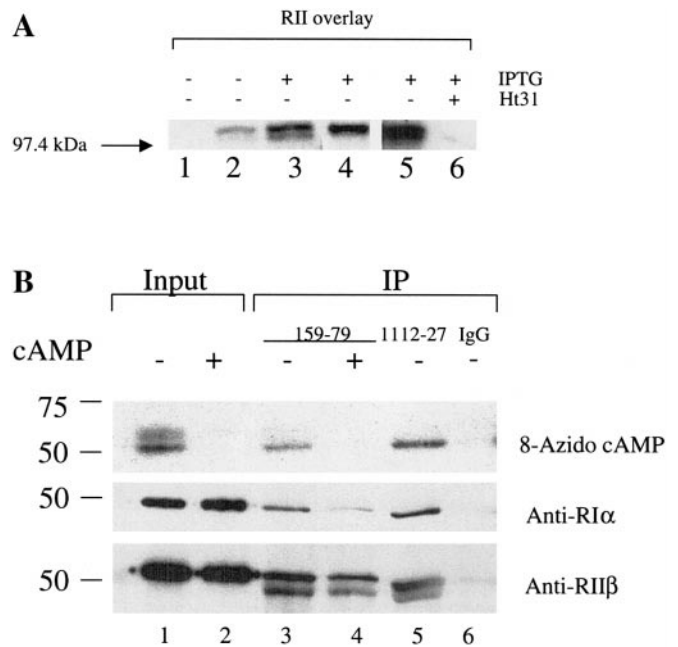 A
RII overlay
- - + + + + IPTG
- - - - - + Ht31
97.4 kDa
1 2 3 4 5 6
B
Input IP
159-79 1112-27 IgG
cAMP - + - + - -
75
50
8-Azido cAMP
50
Anti-RIα
50
Anti-RIIβ
1 2 3 4 5 6